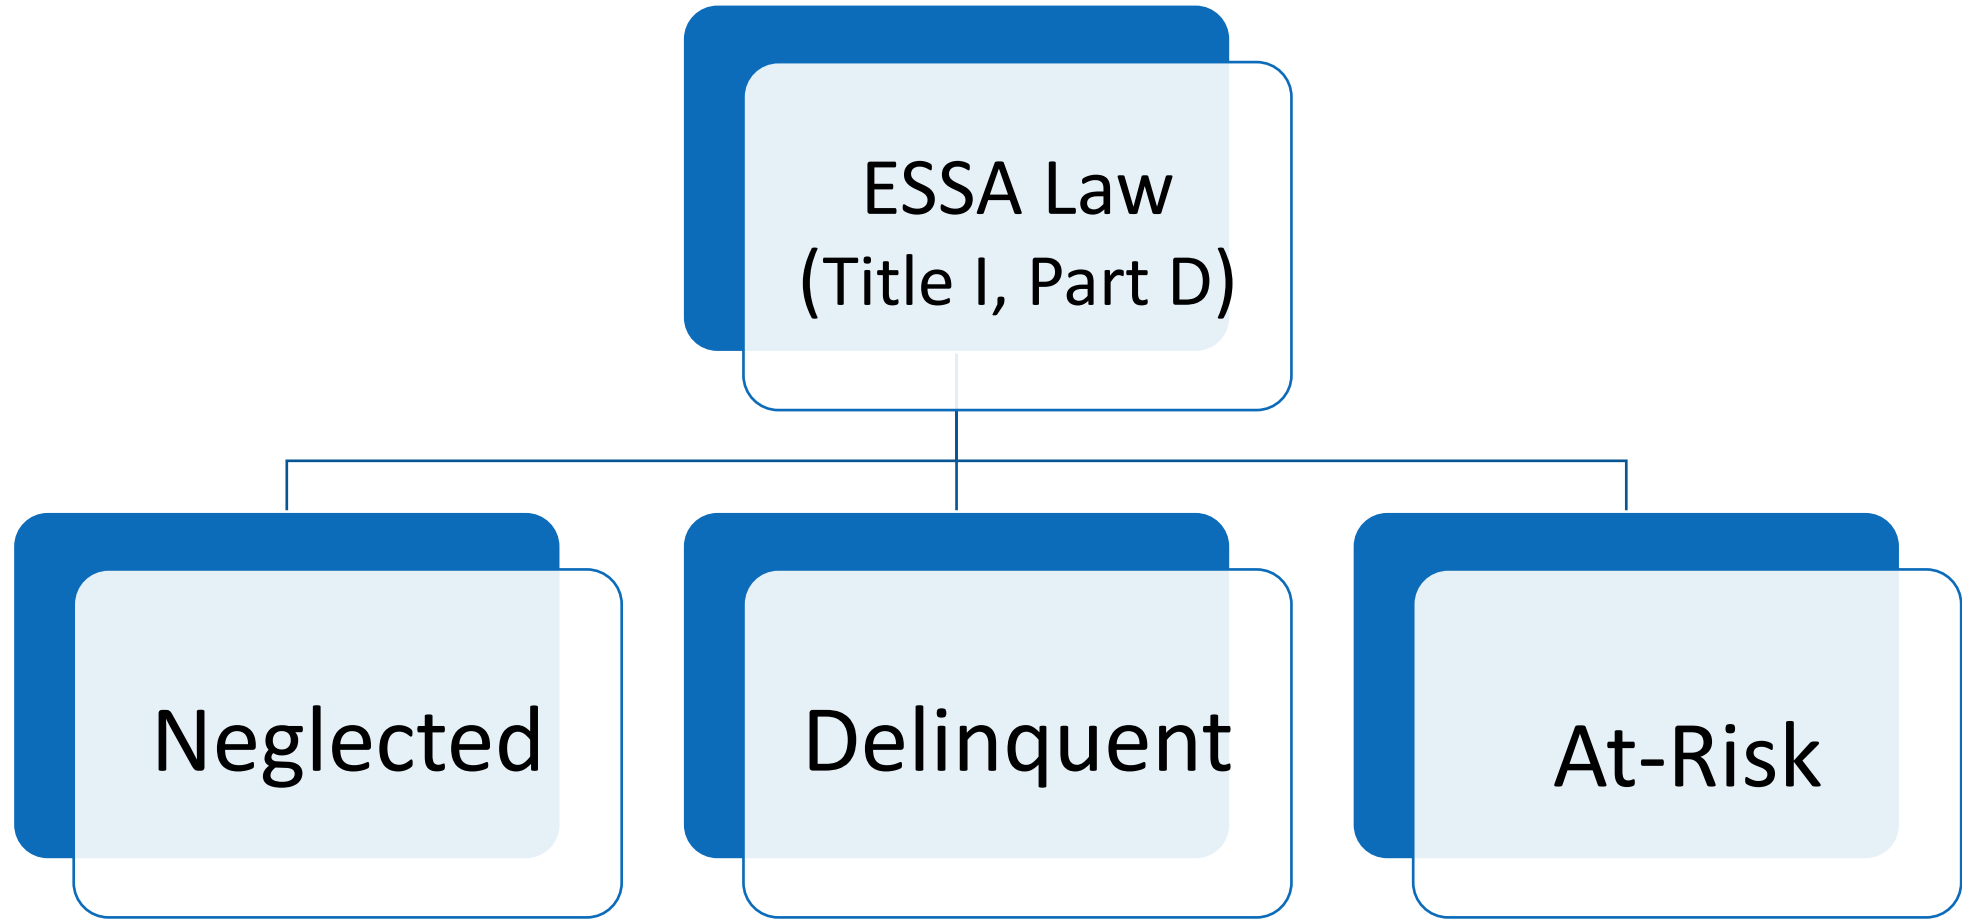 ESSA Law
(Title I, Part D)
Neglected
Delinquent
At-Risk